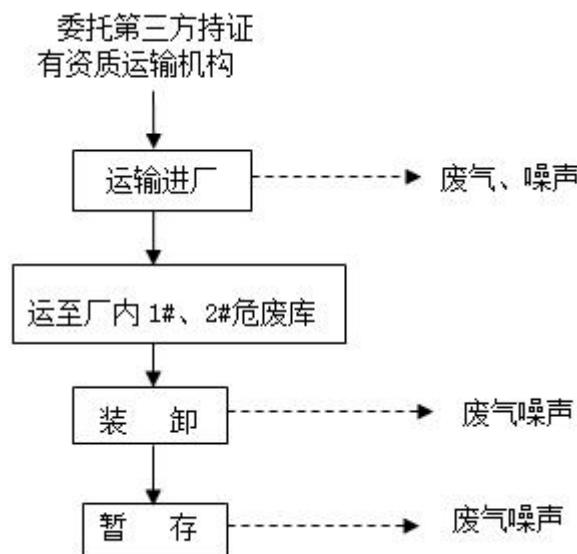 委托第三方持证
有资质运输机构
运输进厂
废气、噪声
运至厂内 1#、2#危废库
装 卸
废气噪声
暂 存
废气噪声